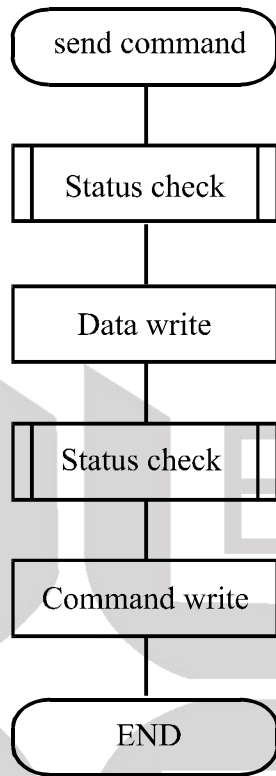 send command
Status check
Data write
Status check
Command write
END